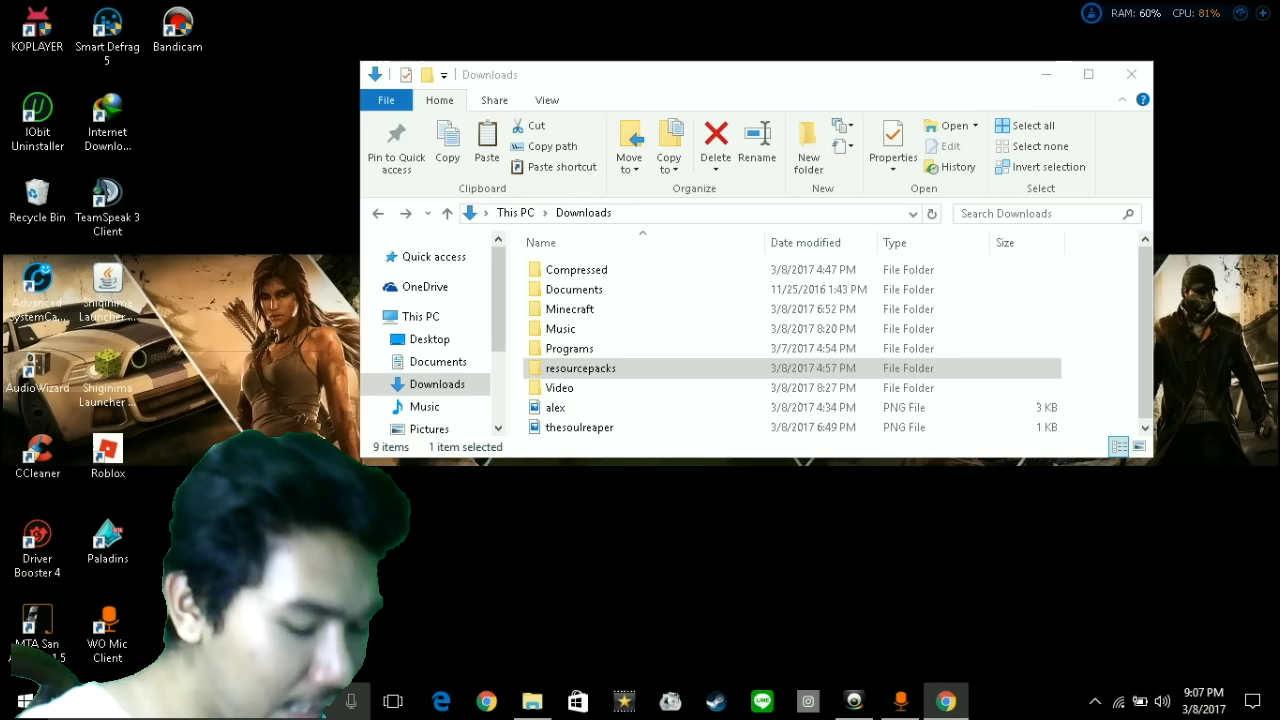 RAM: 60% CPU: 81%
KOPLAYER
Smart Defrag
5
Bandicam
IObit
Uninstaller
Internet
Downlo...
Recycle Bin
TeamSpeak 3
Client
Advanced
SystemCa...
Shiginima
Launcher ...
AudioWizard
Shiginima
Launcher ...
CCleaner
Roblox
Driver
Booster 4
Paladins
MTA San
WO Mic
Client
Downloads
File Home Share View
Pin to Quick
access
Copy
Paste
Cut
Copy path
Paste shortcut
Clipboard
Move
to
Copy
to
Delete
Rename
Organize
New
folder
New
Properties
Open
Edit
History
Open
Select all
Select none
Invert selection
Select
This PC Downloads
Search Downloads
Quick access
OneDrive
This PC
Desktop
Documents
Downloads
Music
Pictures
Name Date modified Type Size
Compressed 3/8/2017 4:47 PM File Folder
Documents 11/25/2016 1:43 PM File Folder
Minecraft 3/8/2017 6:52 PM File Folder
Music 3/8/2017 8:20 PM File Folder
Programs 3/7/2017 4:54 PM File Folder
resourcepacks 3/8/2017 4:57 PM File Folder
Video 3/8/2017 8:27 PM File Folder
alex 3/8/2017 4:34 PM PNG File 3 KB
thesoulreaper 3/8/2017 6:49 PM PNG File 1 KB
9 items 1 item selected
LINE
9:07 PM
3/8/2017